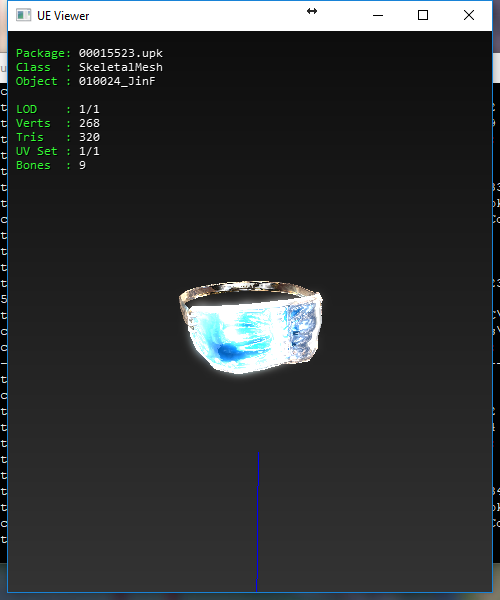 UE Viewer
Package: 00015523.upk
Class : SkeletalMesh
Object : 010024_JinF
LOD : 1/1
Verts : 268
Tris : 320
UV Set : 1/1
Bones : 9